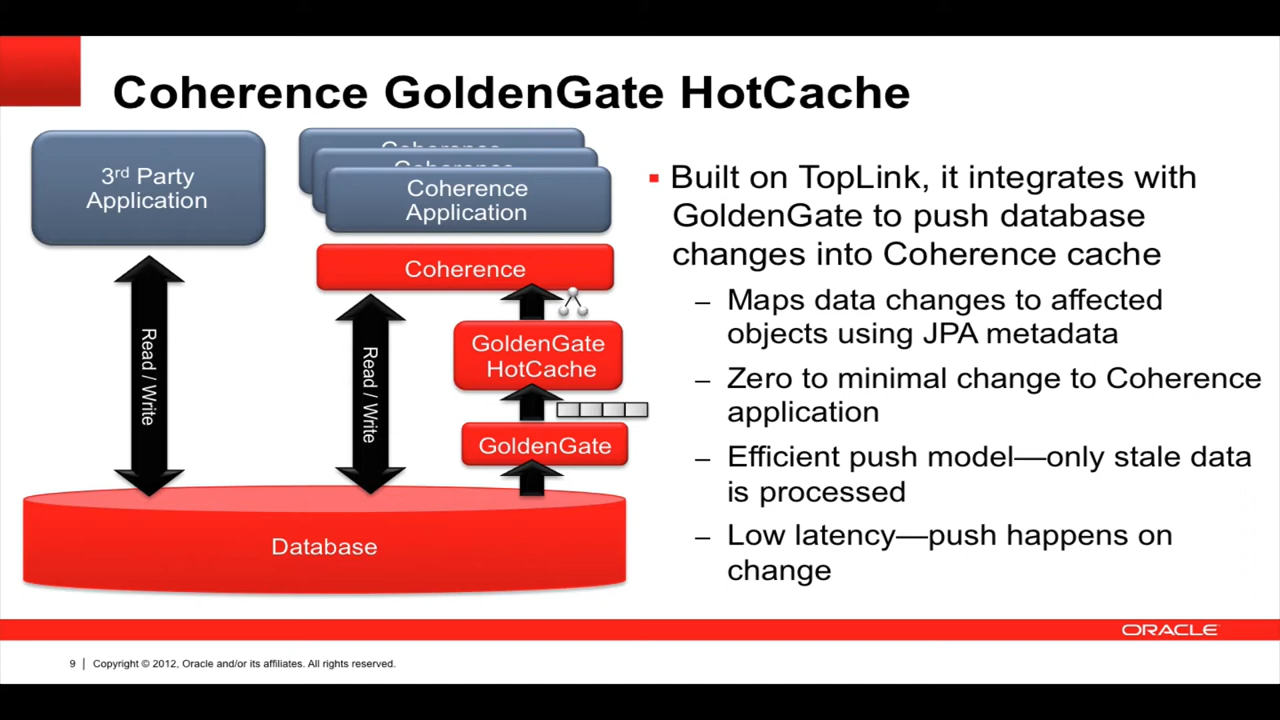 Coherence GoldenGate HotCache
3rd Party
Application
Coherence
Coherence
Coherence
Application
Coherence
Read / Write
Read / Write
GoldenGate
HotCache
GoldenGate
Database
Built on TopLink, it integrates with
GoldenGate to push database
changes into Coherence cache
– Maps data changes to affected
objects using JPA metadata
– Zero to minimal change to Coherence
application
– Efficient push model—only stale data
is processed
– Low latency—push happens on
change
ORACLE
9 | Copyright © 2012, Oracle and/or its affiliates. All rights reserved.